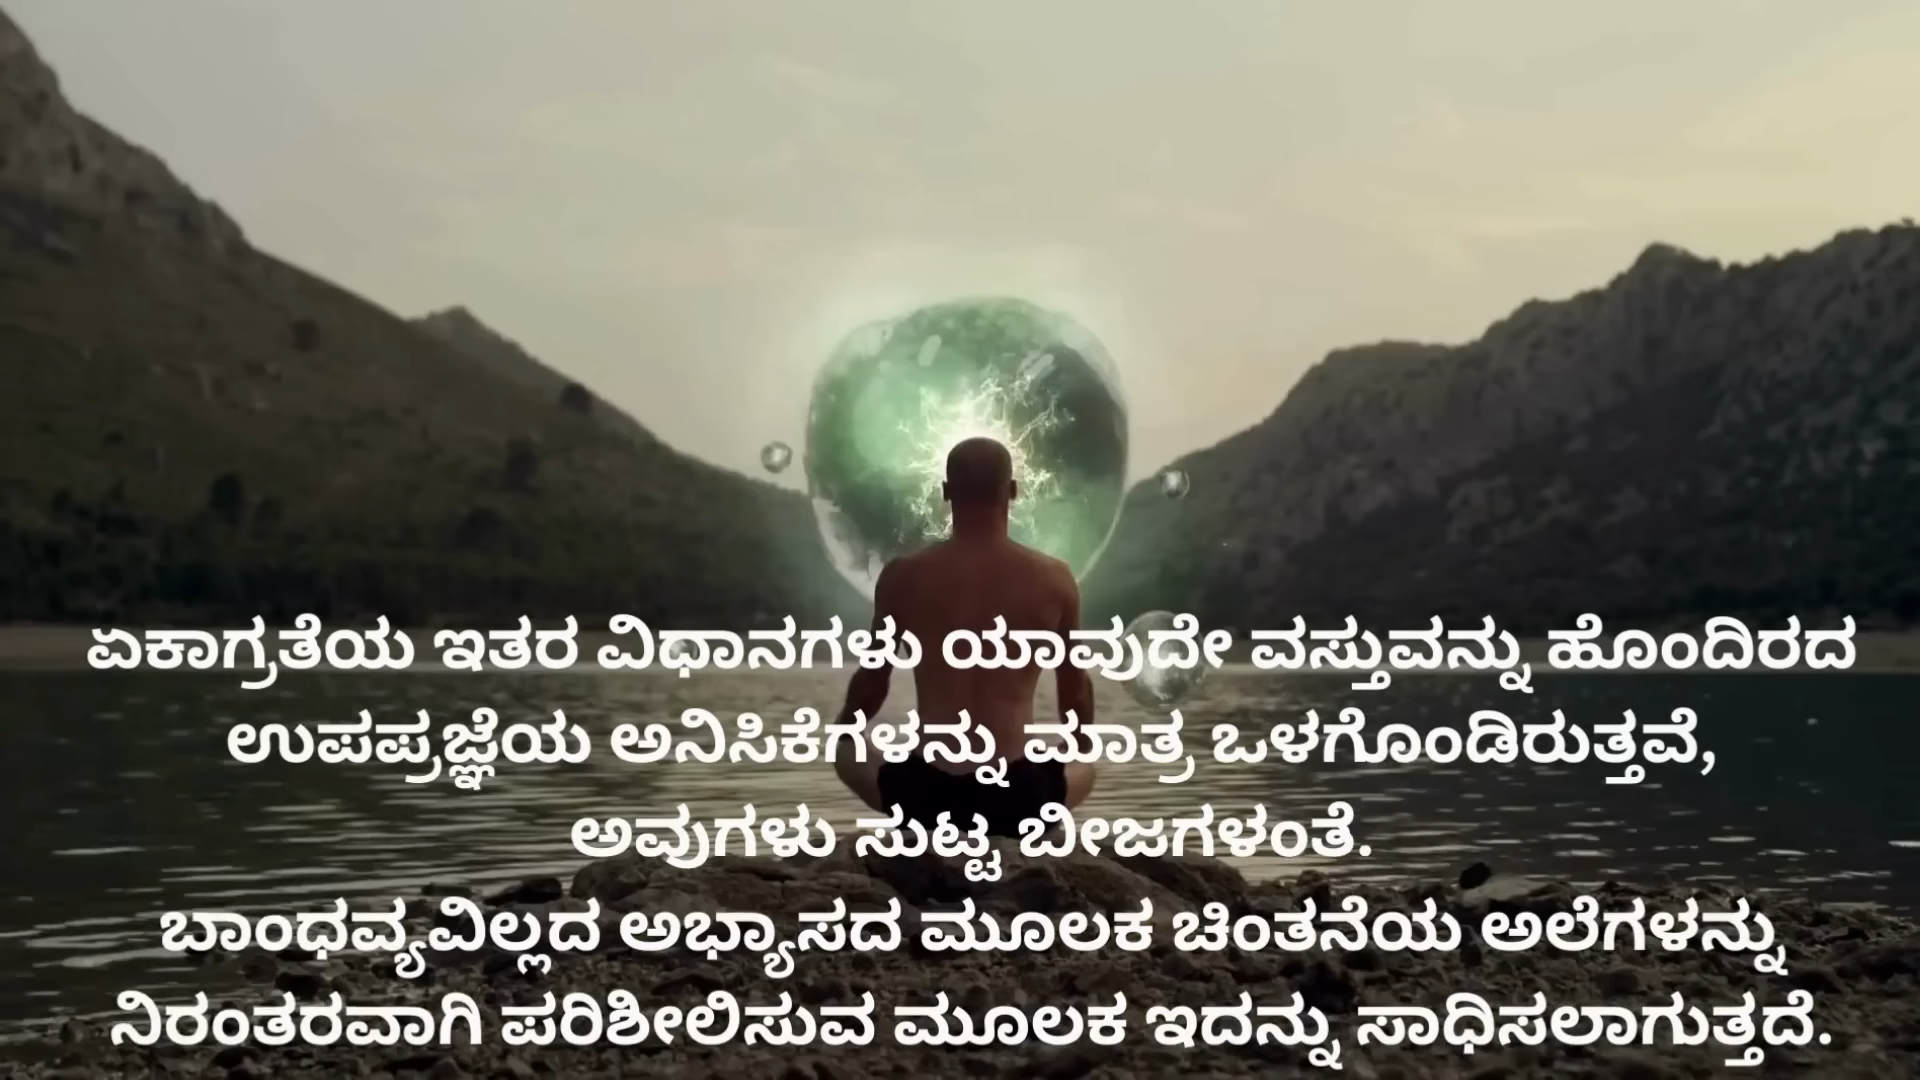 ಏಕಾಗ್ರತೆಯ ಇತರ ವಿಧಾನಗಳು ಯಾವುದೇ ವಸ್ತುವನ್ನು ಹೊಂದಿರದ
ಉಪಪ್ರಜ್ಞೆಯ ಅನಿಸಿಕೆಗಳನ್ನು ಮಾತ್ರ ಒಳಗೊಂಡಿರುತ್ತವೆ,
ಅವುಗಳು ಸುಟ್ಟ ಬೀಜಗಳಂತೆ.
ಬಾಂಧವ್ಯವಿಲ್ಲದ ಅಭ್ಯಾಸದ ಮೂಲಕ ಚಿಂತನೆಯ ಅಲೆಗಳನ್ನು
ನಿರಂತರವಾಗಿ ಪರಿಶೀಲಿಸುವ ಮೂಲಕ ಇದನ್ನು ಸಾಧಿಸಲಾಗುತ್ತದೆ.